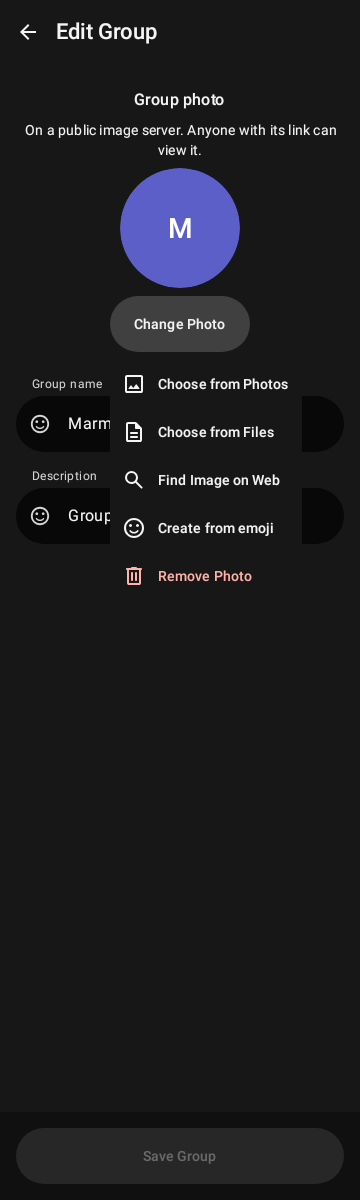 Edit Group
Group photo
On a public image server. Anyone with its link can
view it.
M
Change Photo
Group name
Choose from Photos
Choose from Files
Description
Find Image on Web
Group
Create from emoji
Remove Photo
Save Group